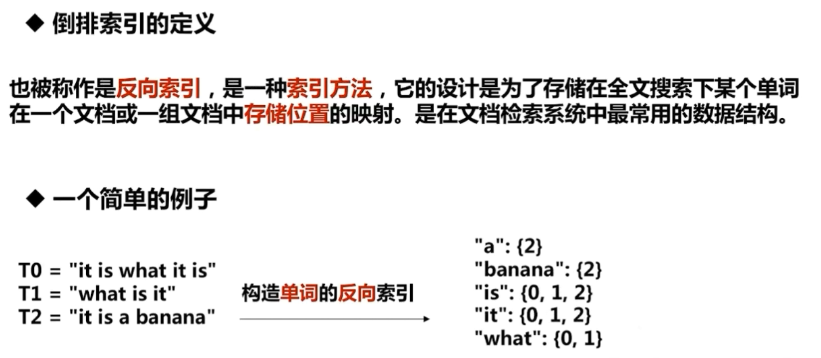 ◆ 倒排索引的定义
也被称作是反向索引，是一种索引方法，它的设计是为了存储在全文搜索下某个单词
在一个文档或一组文档中存储位置的映射。是在文档检索系统中最常用的数据结构。
◆ 一个简单的例子
T0 = "it is what it is"
T1 = "what is it"
T2 = "it is a banana"
构造单词的反向索引
"a": {2}
"banana": {2}
"is": {0, 1, 2}
"it": {0, 1, 2}
"what": {0, 1}